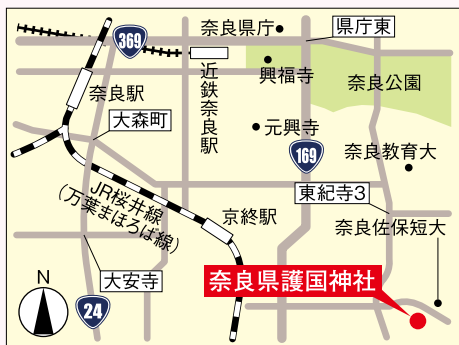 奈良県庁
県庁東
369
近鉄奈良駅
興福寺
奈良公園
奈良駅
大森町
元興寺
169
奈良教育大
JR桜井線
(万葉まほろば線)
京終駅
東紀寺3
奈良佐保短大
大安寺
奈良県護国神社
N
24